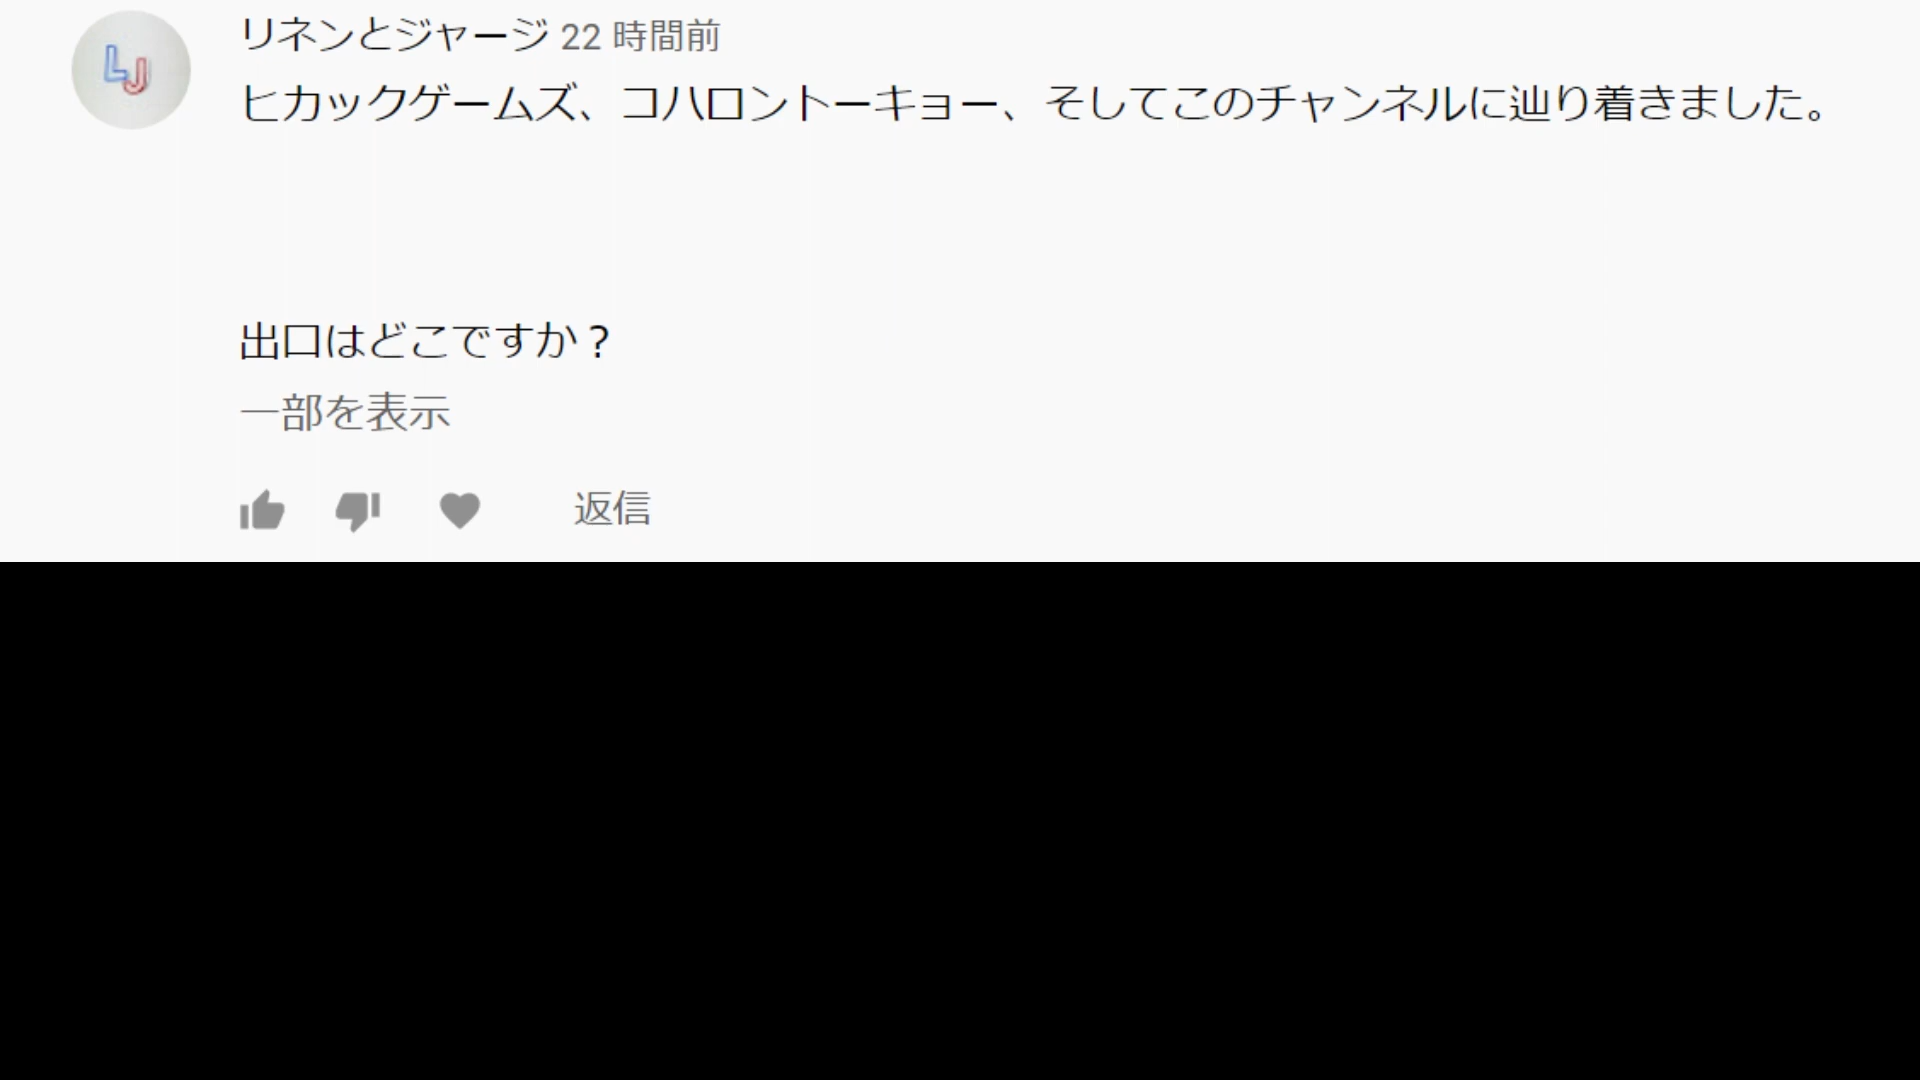 LJ
リネンとジャージ 22 時間前
ヒカックゲームズ、コハロントーキョー、そしてこのチャンネルに辿り着きました。
出口はどこですか？
一部を表示
返信